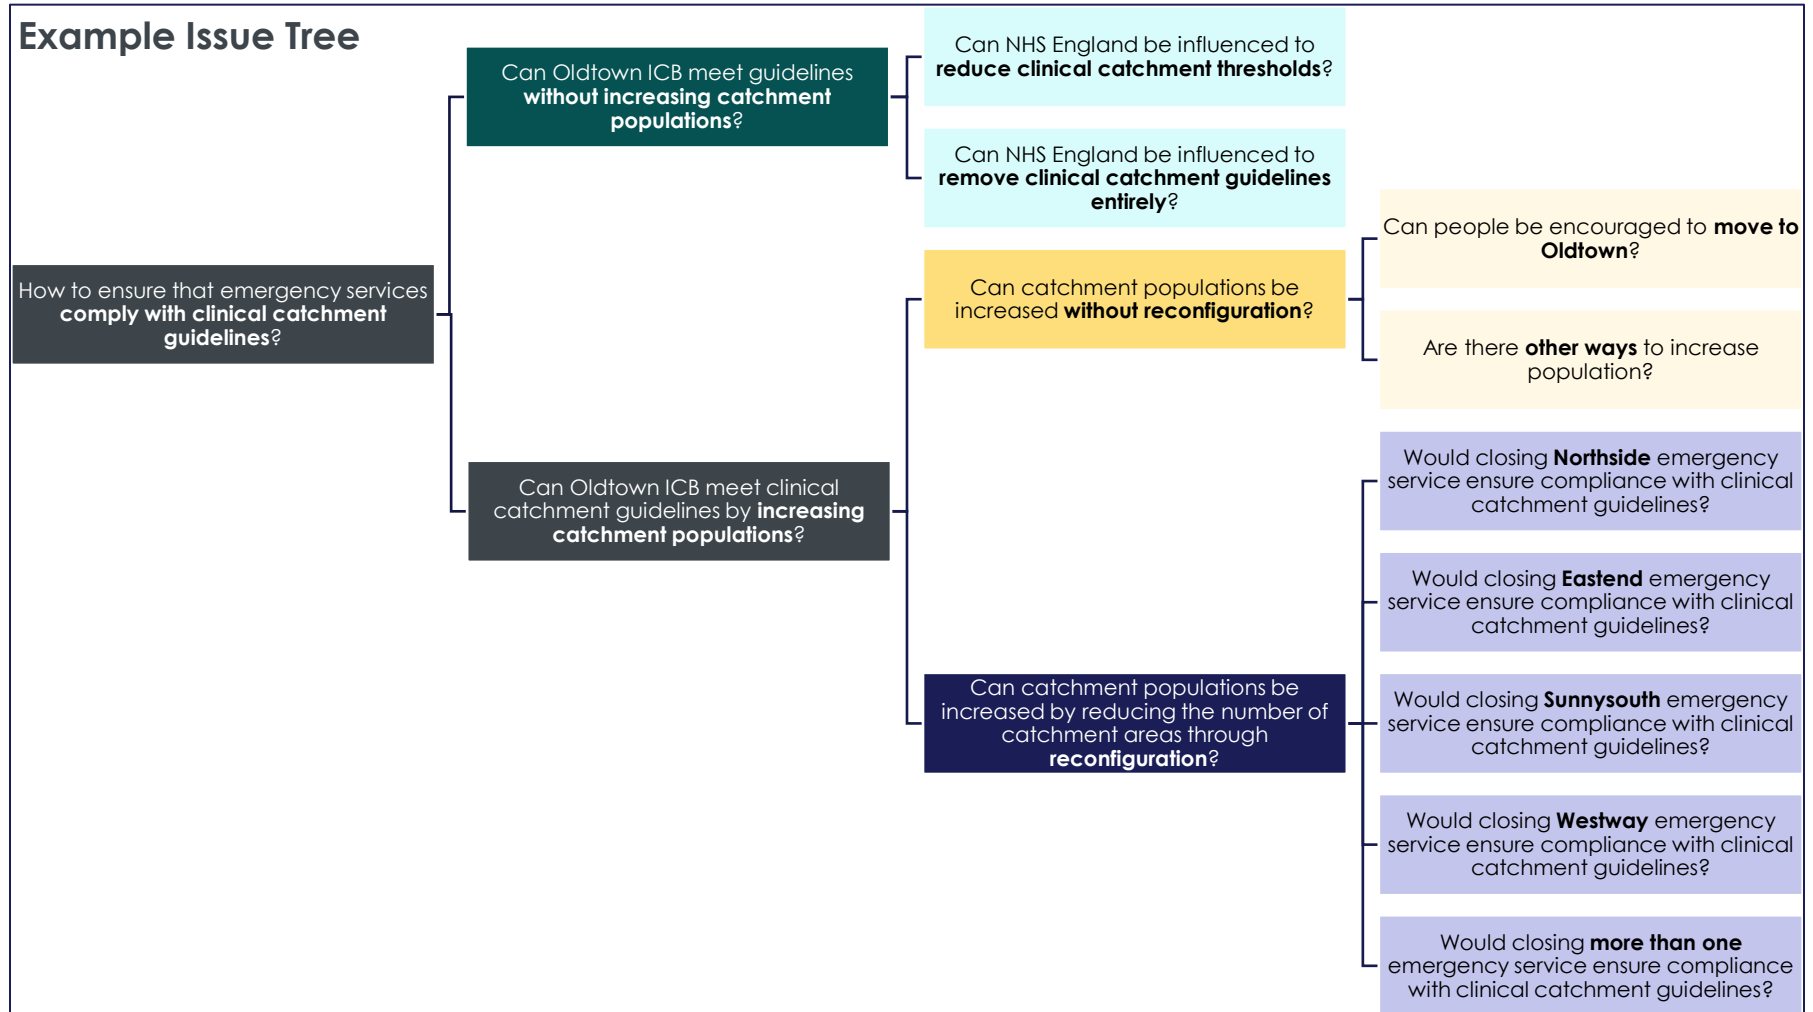 Example Issue Tree
How to ensure that emergency services
comply with clinical catchment
guidelines?
Can Oldtown ICB meet guidelines
without increasing catchment
populations?
Can NHS England be influenced to
reduce clinical catchment thresholds?
Can NHS England be influenced to
remove clinical catchment guidelines
entirely?
Can Oldtown ICB meet clinical
catchment guidelines by increasing
catchment populations?
Can catchment populations be
increased without reconfiguration?
Can people be encouraged to move to
Oldtown?
Are there other ways to increase
population?
Can catchment populations be
increased by reducing the number of
catchment areas through
reconfiguration?
Would closing Northside emergency
service ensure compliance with clinical
catchment guidelines?
Would closing Eastend emergency
service ensure compliance with clinical
catchment guidelines?
Would closing Sunnysouth emergency
service ensure compliance with clinical
catchment guidelines?
Would closing Westway emergency
service ensure compliance with clinical
catchment guidelines?
Would closing more than one
emergency service ensure compliance
with clinical catchment guidelines?